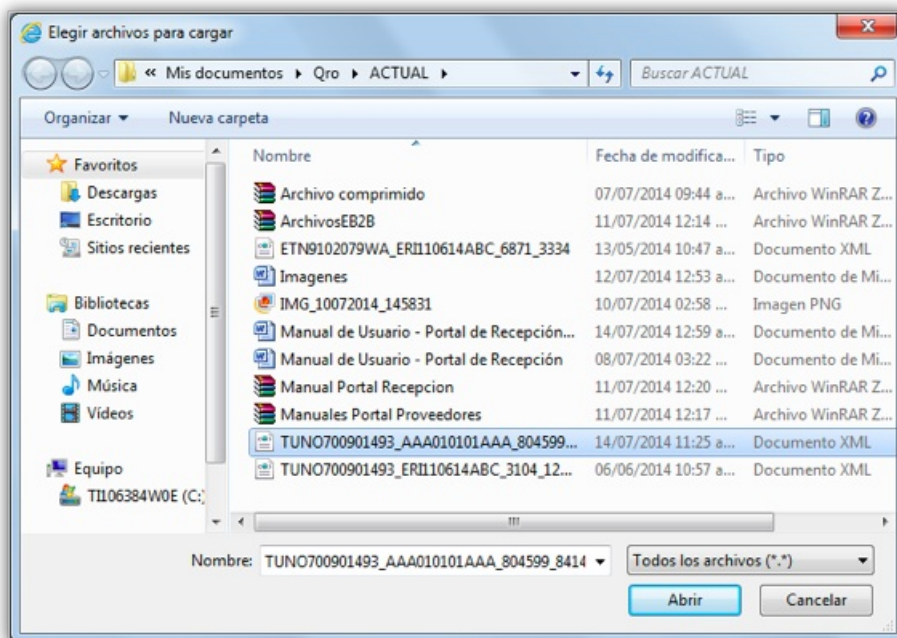 Elegir archivos para cargar
« Mis documentos ▸ Qro ▸ ACTUAL ▸
Buscar ACTUAL
Organizar
Nueva carpeta
Favoritos
Descargas
Escritorio
Sitios recientes
Bibliotecas
Documentos
Imágenes
Música
Vídeos
Equipo
TI106384W0E (C:)
Nombre Fecha de modifica... Tipo
Archivo comprimido 07/07/2014 09:44 a... Archivo WinRAR Z...
ArchivosEB2B 11/07/2014 12:14 ... Archivo WinRAR Z...
ETN9102079WA_ERI110614ABC_6871_3334 13/05/2014 10:47 a... Documento XML
Imagenes 12/07/2014 12:53 a... Documento de Mi...
IMG_10072014_145831 10/07/2014 02:58 ... Imagen PNG
Manual de Usuario - Portal de Recepción... 14/07/2014 12:59 a... Documento de Mi...
Manual de Usuario - Portal de Recepción 08/07/2014 03:22 ... Documento de Mi...
Manual Portal Recepcion 11/07/2014 12:20 ... Archivo WinRAR Z...
Manuales Portal Proveedores 11/07/2014 12:17 ... Archivo WinRAR Z...
TUNO700901493_AAA010101AAA_804599... 14/07/2014 11:25 a... Documento XML
TUNO700901493_ERI110614ABC_3104_12... 06/06/2014 10:57 a... Documento XML
Nombre: TUNO700901493_AAA010101AAA_804599_8414
Todos los archivos (*.*)
Abrir
Cancelar